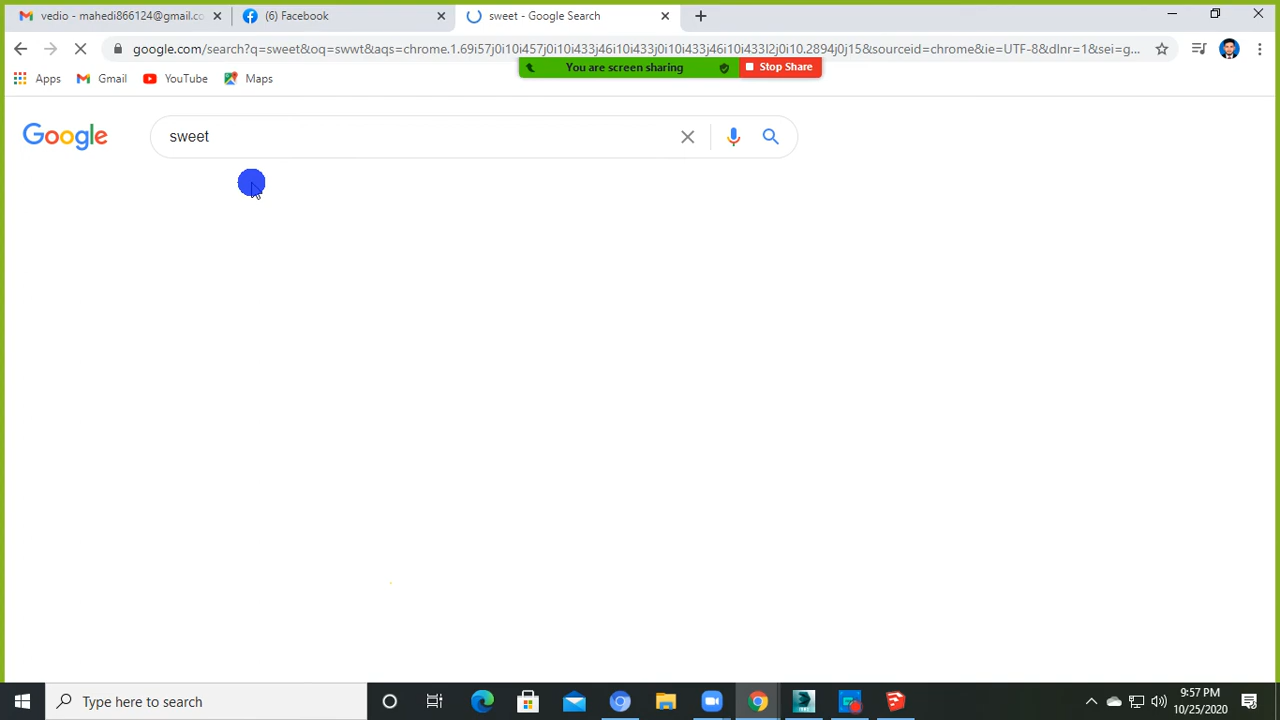 vedio - mahedi866124@gmail.co
(6) Facebook
sweet - Google Search
google.com/search?q=sweet&oq=swwt&aqs=chrome.1.69i57j0i10i457j0i10i433j46i10i433j0i10i433j46i10i433l2j0i10.2894j0j15&sourceid=chrome&ie=UTF-8&dlnr=1&sei=g...
You are screen sharing
Stop Share
Apps
Gmail
YouTube
Maps
Google
sweet
Type here to search
9:57 PM
10/25/2020